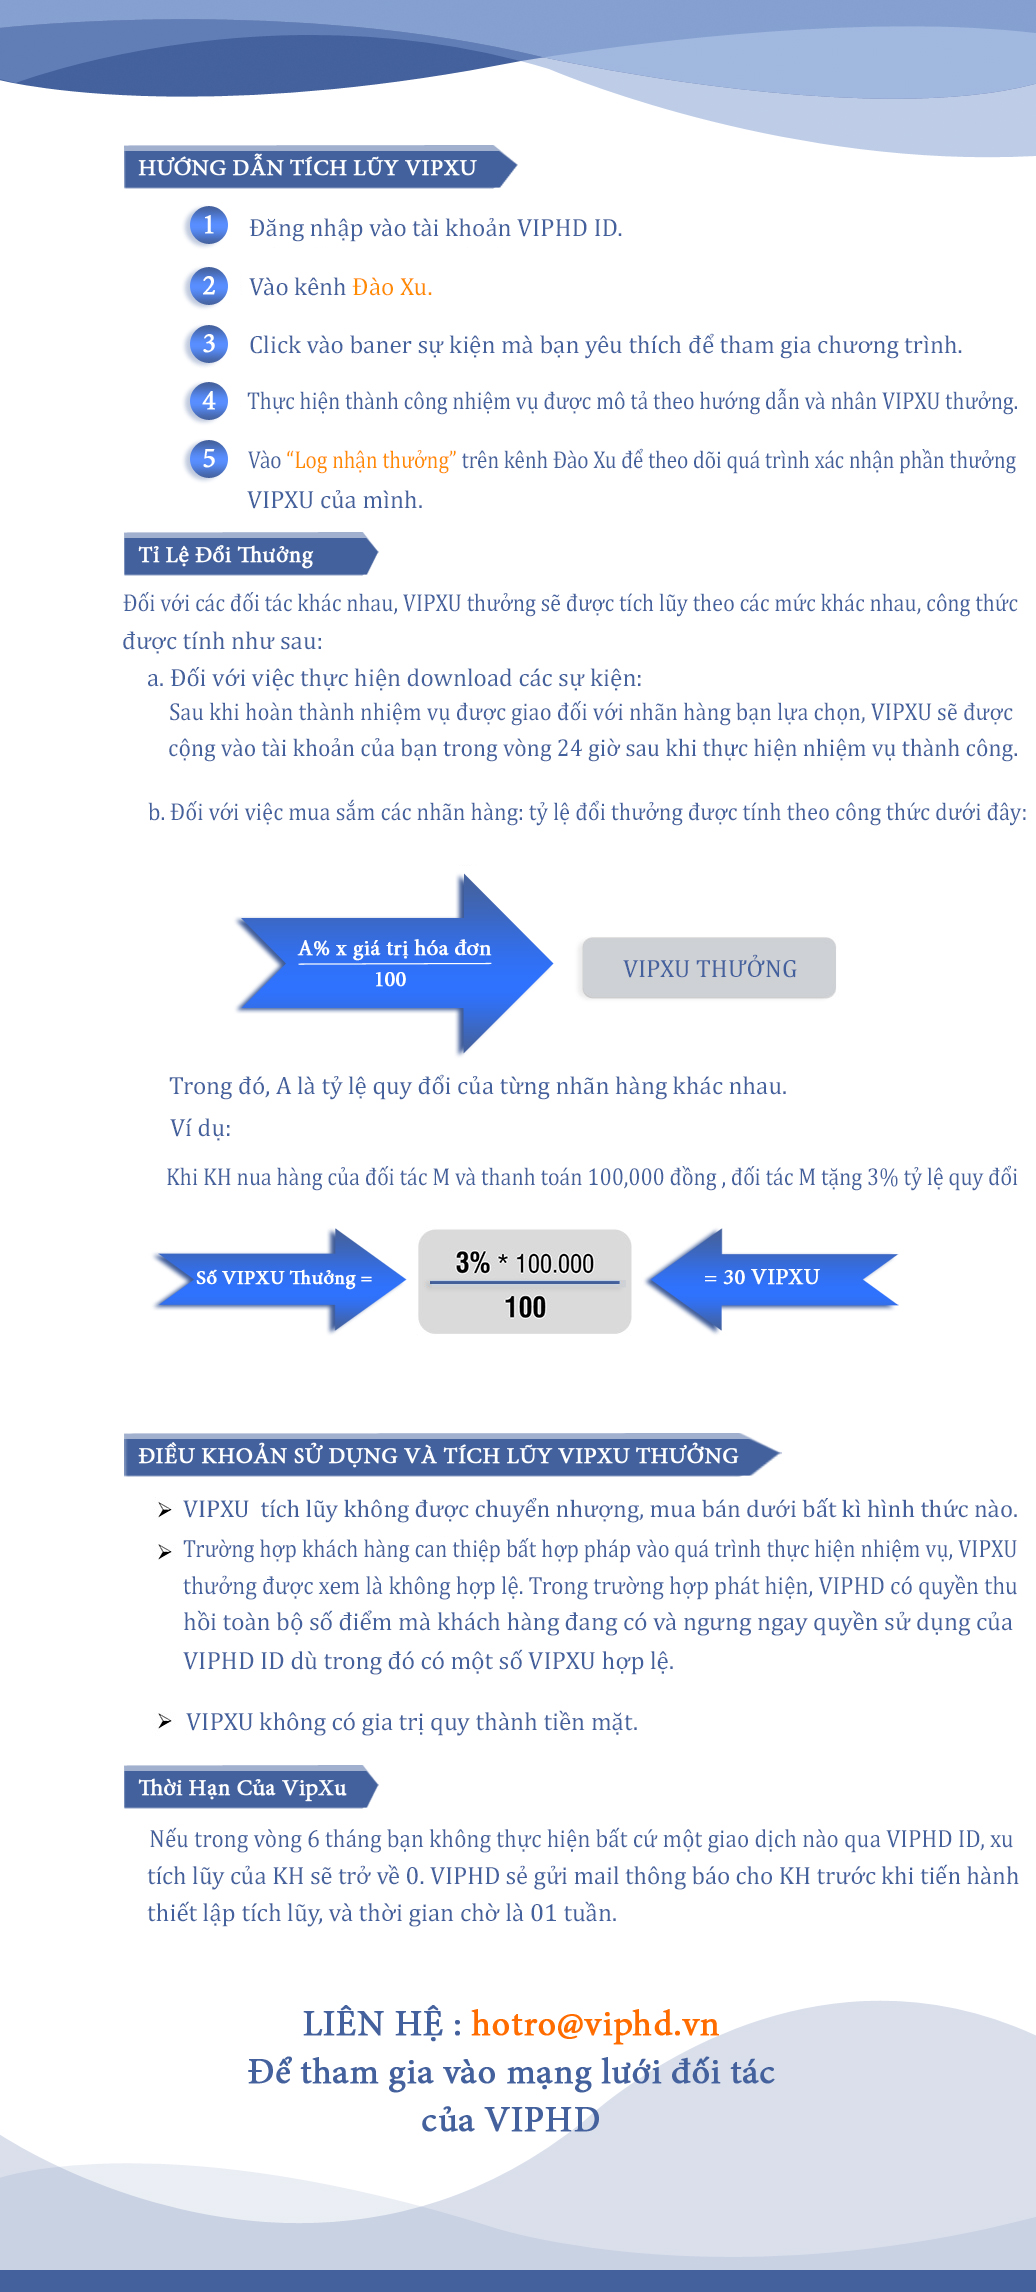 HƯỚNG DẪN TÍCH LŨY VIPXU
1 Đăng nhập vào tài khoản VIPHD ID.
2 Vào kênh Đào Xu.
3 Click vào baner sự kiện mà bạn yêu thích để tham gia chương trình.
4 Thực hiện thành công nhiệm vụ được mô tả theo hướng dẫn và nhân VIPXU thưởng.
5 Vào “Log nhận thưởng” trên kênh Đào Xu để theo dõi quá trình xác nhận phần thưởng
VIPXU của mình.
Tỉ Lệ Đổi Thưởng
Đối với các đối tác khác nhau, VIPXU thưởng sẽ được tích lũy theo các mức khác nhau, công thức
được tính như sau:
a. Đối với việc thực hiện download các sự kiện:
Sau khi hoàn thành nhiệm vụ được giao đối với nhãn hàng bạn lựa chọn, VIPXU sẽ được
cộng vào tài khoản của bạn trong vòng 24 giờ sau khi thực hiện nhiệm vụ thành công.
b. Đối với việc mua sắm các nhãn hàng: tỷ lệ đổi thưởng được tính theo công thức dưới đây:
A% x giá trị hóa đơn
100
VIPXU THƯỞNG
Trong đó, A là tỷ lệ quy đổi của từng nhãn hàng khác nhau.
Ví dụ:
Khi KH nua hàng của đối tác M và thanh toán 100,000 đồng , đối tác M tặng 3% tỷ lệ quy đổi
Số VIPXU Thưởng =
3% * 100.000
100
= 30 VIPXU
ĐIỀU KHOẢN SỬ DỤNG VÀ TÍCH LŨY VIPXU THƯỞNG
➢ VIPXU tích lũy không được chuyển nhượng, mua bán dưới bất kì hình thức nào.
➢ Trường hợp khách hàng can thiệp bất hợp pháp vào quá trình thực hiện nhiệm vụ, VIPXU
thưởng được xem là không hợp lệ. Trong trường hợp phát hiện, VIPHD có quyền thu
hồi toàn bộ số điểm mà khách hàng đang có và ngưng ngay quyền sử dụng của
VIPHD ID dù trong đó có một số VIPXU hợp lệ.
➢ VIPXU không có gia trị quy thành tiền mặt.
Thời Hạn Của VipXu
Nếu trong vòng 6 tháng bạn không thực hiện bất cứ một giao dịch nào qua VIPHD ID, xu
tích lũy của KH sẽ trở về 0. VIPHD sẻ gửi mail thông báo cho KH trước khi tiến hành
thiết lập tích lũy, và thời gian chờ là 01 tuần.
LIÊN HỆ : hotro@viphd.vn
Để tham gia vào mạng lưới đối tác
của VIPHD